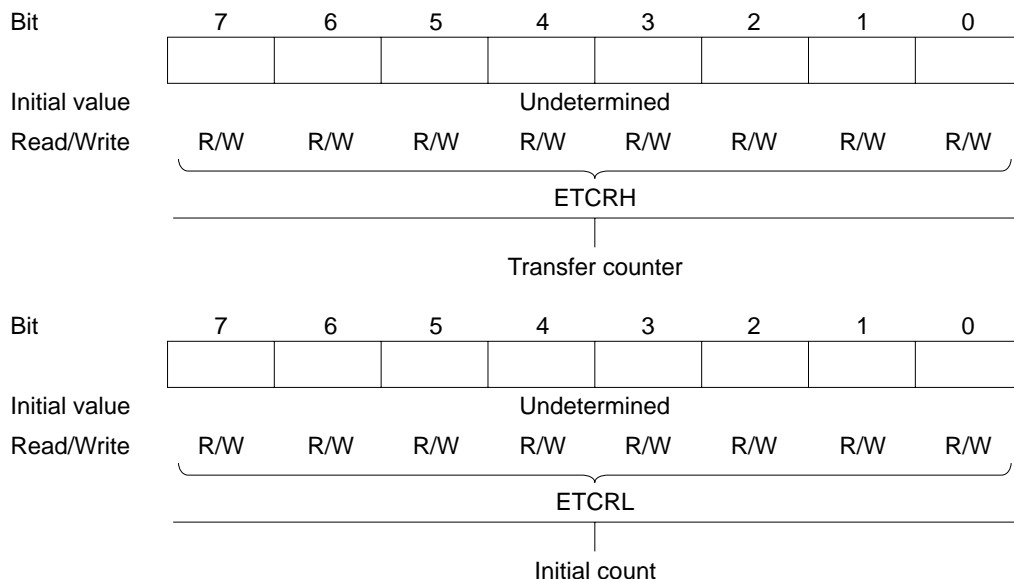 Bit 7 6 5 4 3 2 1 0
Initial value Undetermined
Read/Write R/W R/W R/W R/W R/W R/W R/W R/W
ETCRH
Transfer counter
Bit 7 6 5 4 3 2 1 0
Initial value Undetermined
Read/Write R/W R/W R/W R/W R/W R/W R/W R/W
ETCRL
Initial count